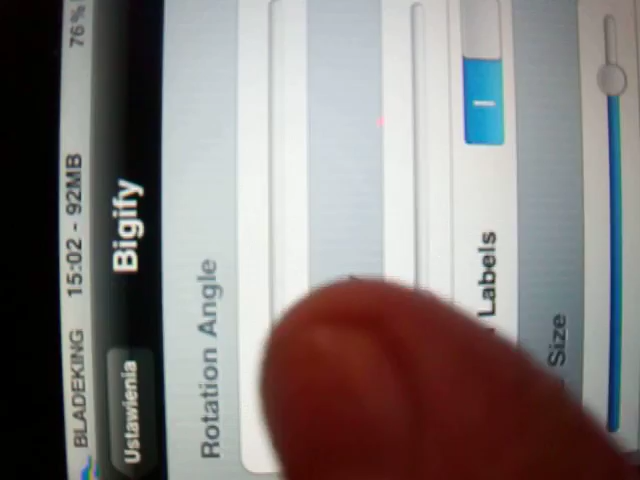 BLADEKING 15:02 - 92MB 76%
Ustawienia Bigify
Rotation Angle
Labels
Size